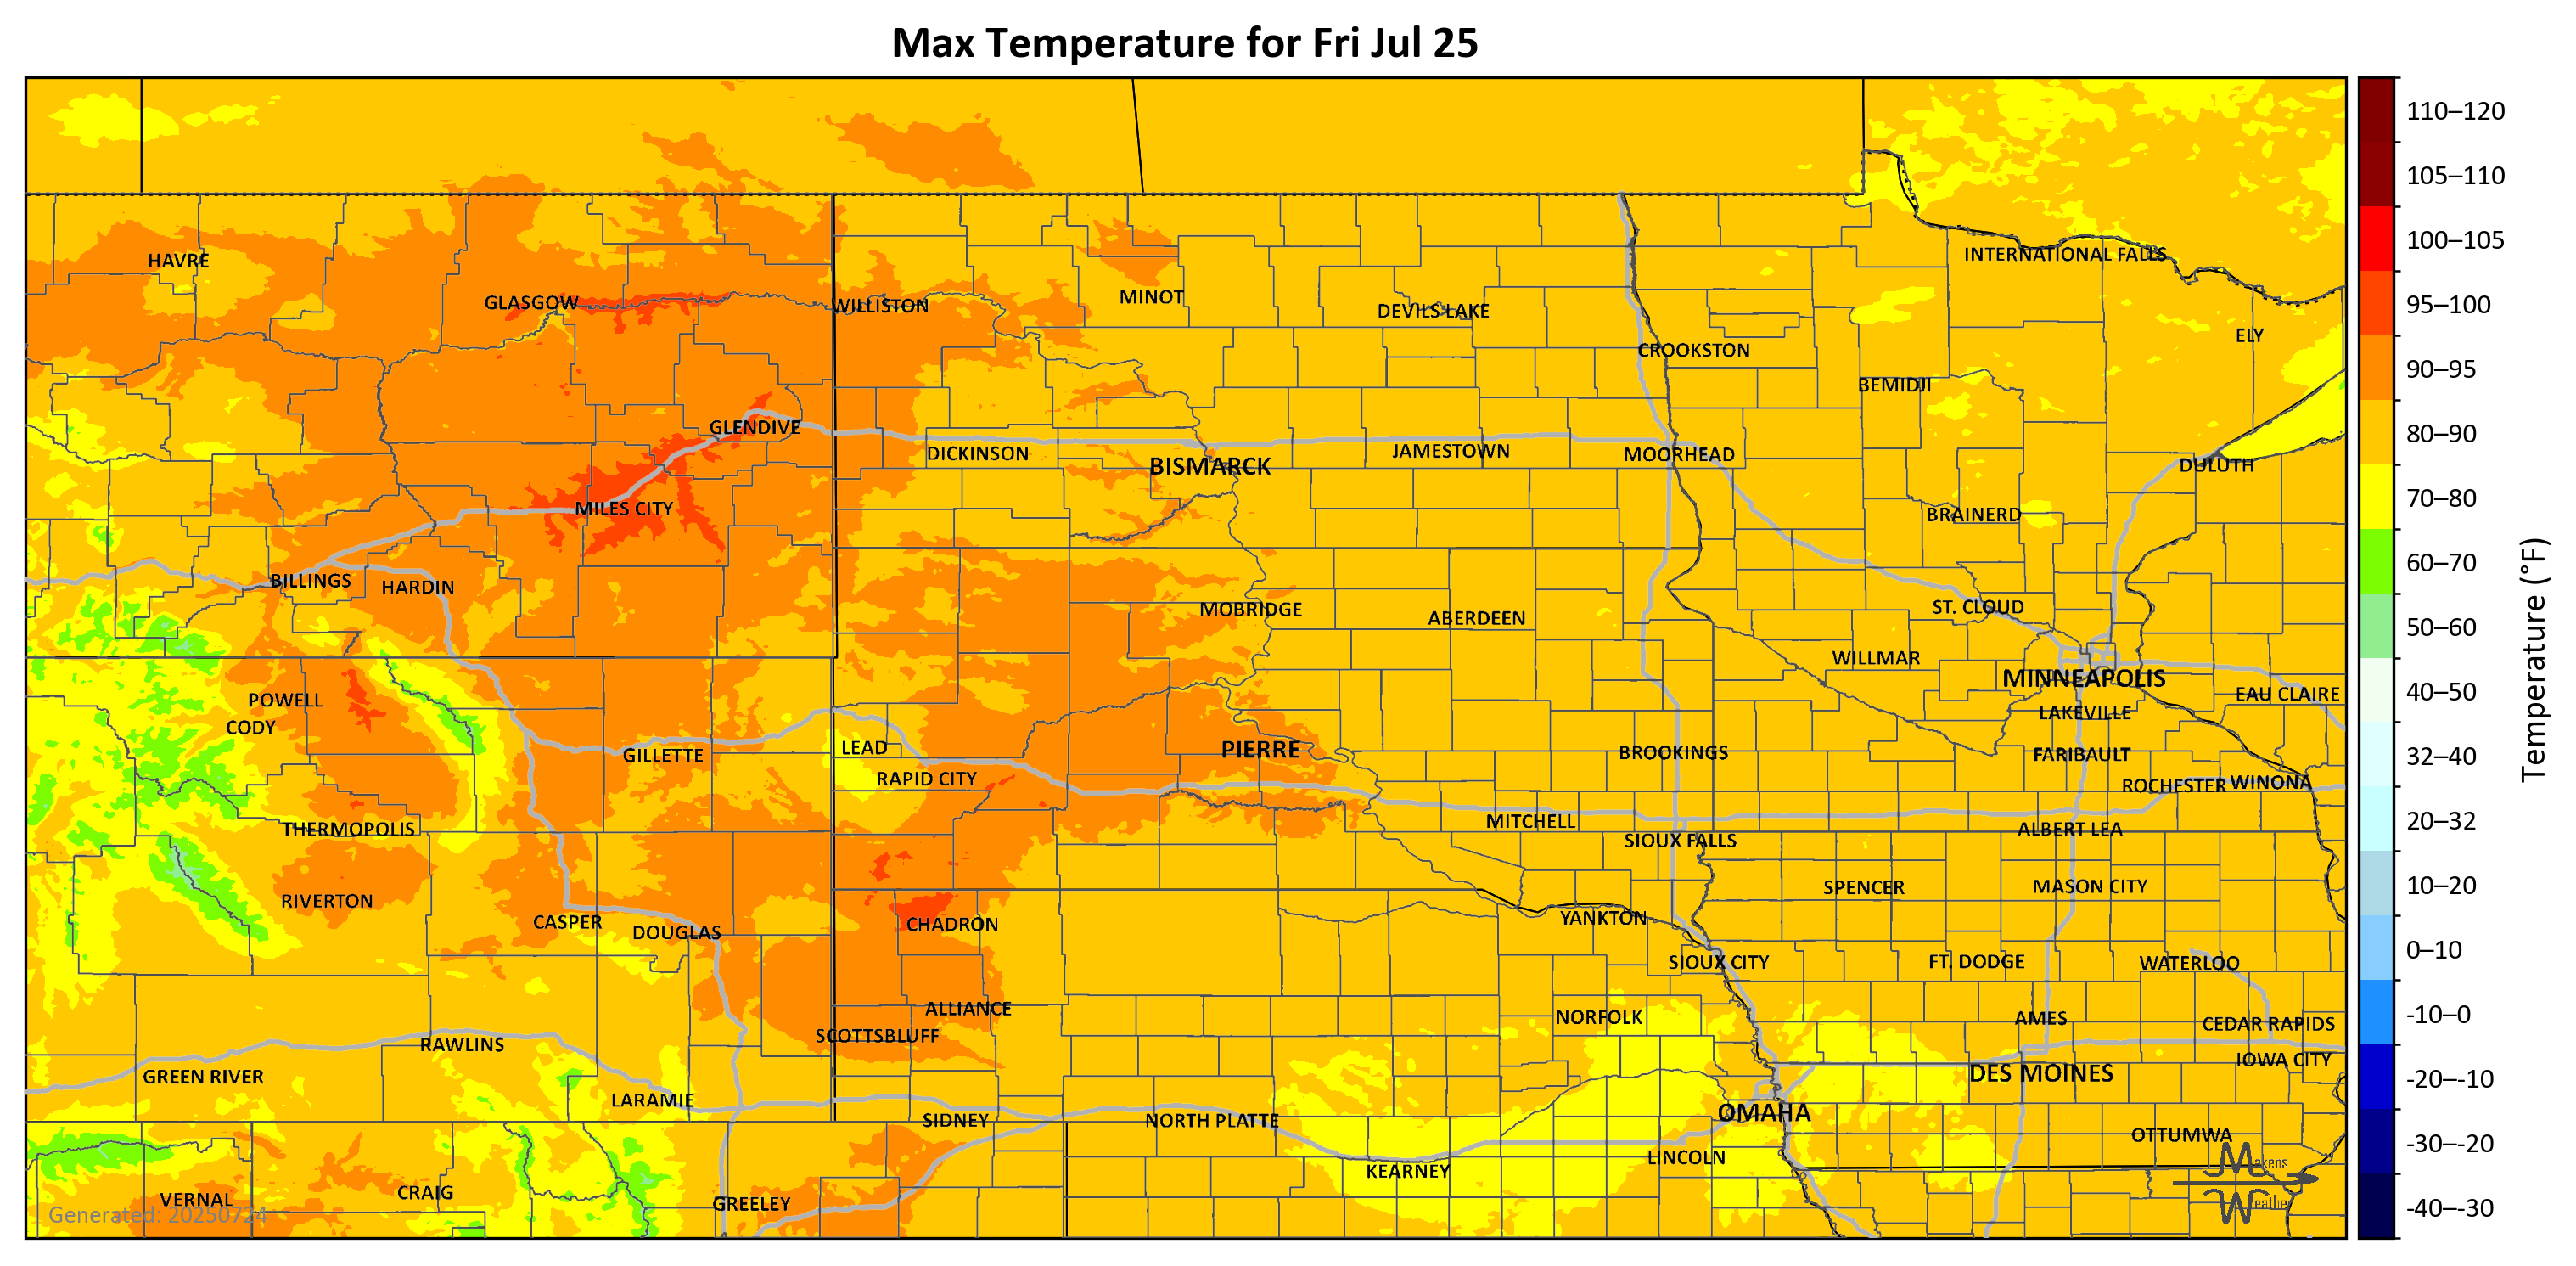 Max Temperature for Fri Jul 25
HAVRE
INTERNATIONAL FALLS
GLASGOW
WILLISTON
MINOT
DEVILS LAKE
ELY
CROOKSTON
BEMIDJI
GLENDIVE
DICKINSON
BISMARCK
JAMESTOWN
MOORHEAD
DULUTH
MILES CITY
BRAINERD
BILLINGS
HARDIN
MOBRIDGE
ABERDEEN
ST. CLOUD
WILLMAR
MINNEAPOLIS
POWELL
EAU CLAIRE
CODY
LAKEVILLE
GILLETTE
LEAD
PIERRE
BROOKINGS
FARIBAULT
RAPID CITY
ROCHESTER
WINONA
THERMOPOLIS
MITCHELL
SIOUX FALLS
ALBERT LEA
RIVERTON
SPENCER
MASON CITY
CASPER
DOUGLAS
CHADRON
YANKTON
SIOUX CITY
FT. DODGE
WATERLOO
ALLIANCE
NORFOLK
AMES
CEDAR RAPIDS
SCOTTSBLUFF
RAWLINS
IOWA CITY
GREEN RIVER
DES MOINES
LARAMIE
SIDNEY
NORTH PLATTE
OMAHA
OTTUMWA
LINCOLN
KEARNEY
VERNAL
CRAIG
GREELEY
Generated: 20250724
Makens
Weather
110–120
105–110
100–105
95–100
90–95
80–90
70–80
60–70
50–60
40–50
32–40
20–32
10–20
0–10
-10–0
-20–-10
-30–-20
-40–-30
Temperature (°F)